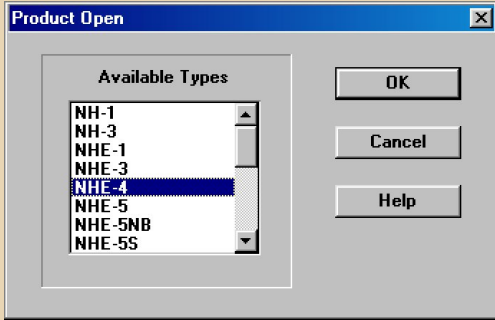 Product Open
Available Types
NH-1
NH-3
NHE-1
NHE-3
NHE-4
NHE-5
NHE-5NB
NHE-5S
OK
Cancel
Help